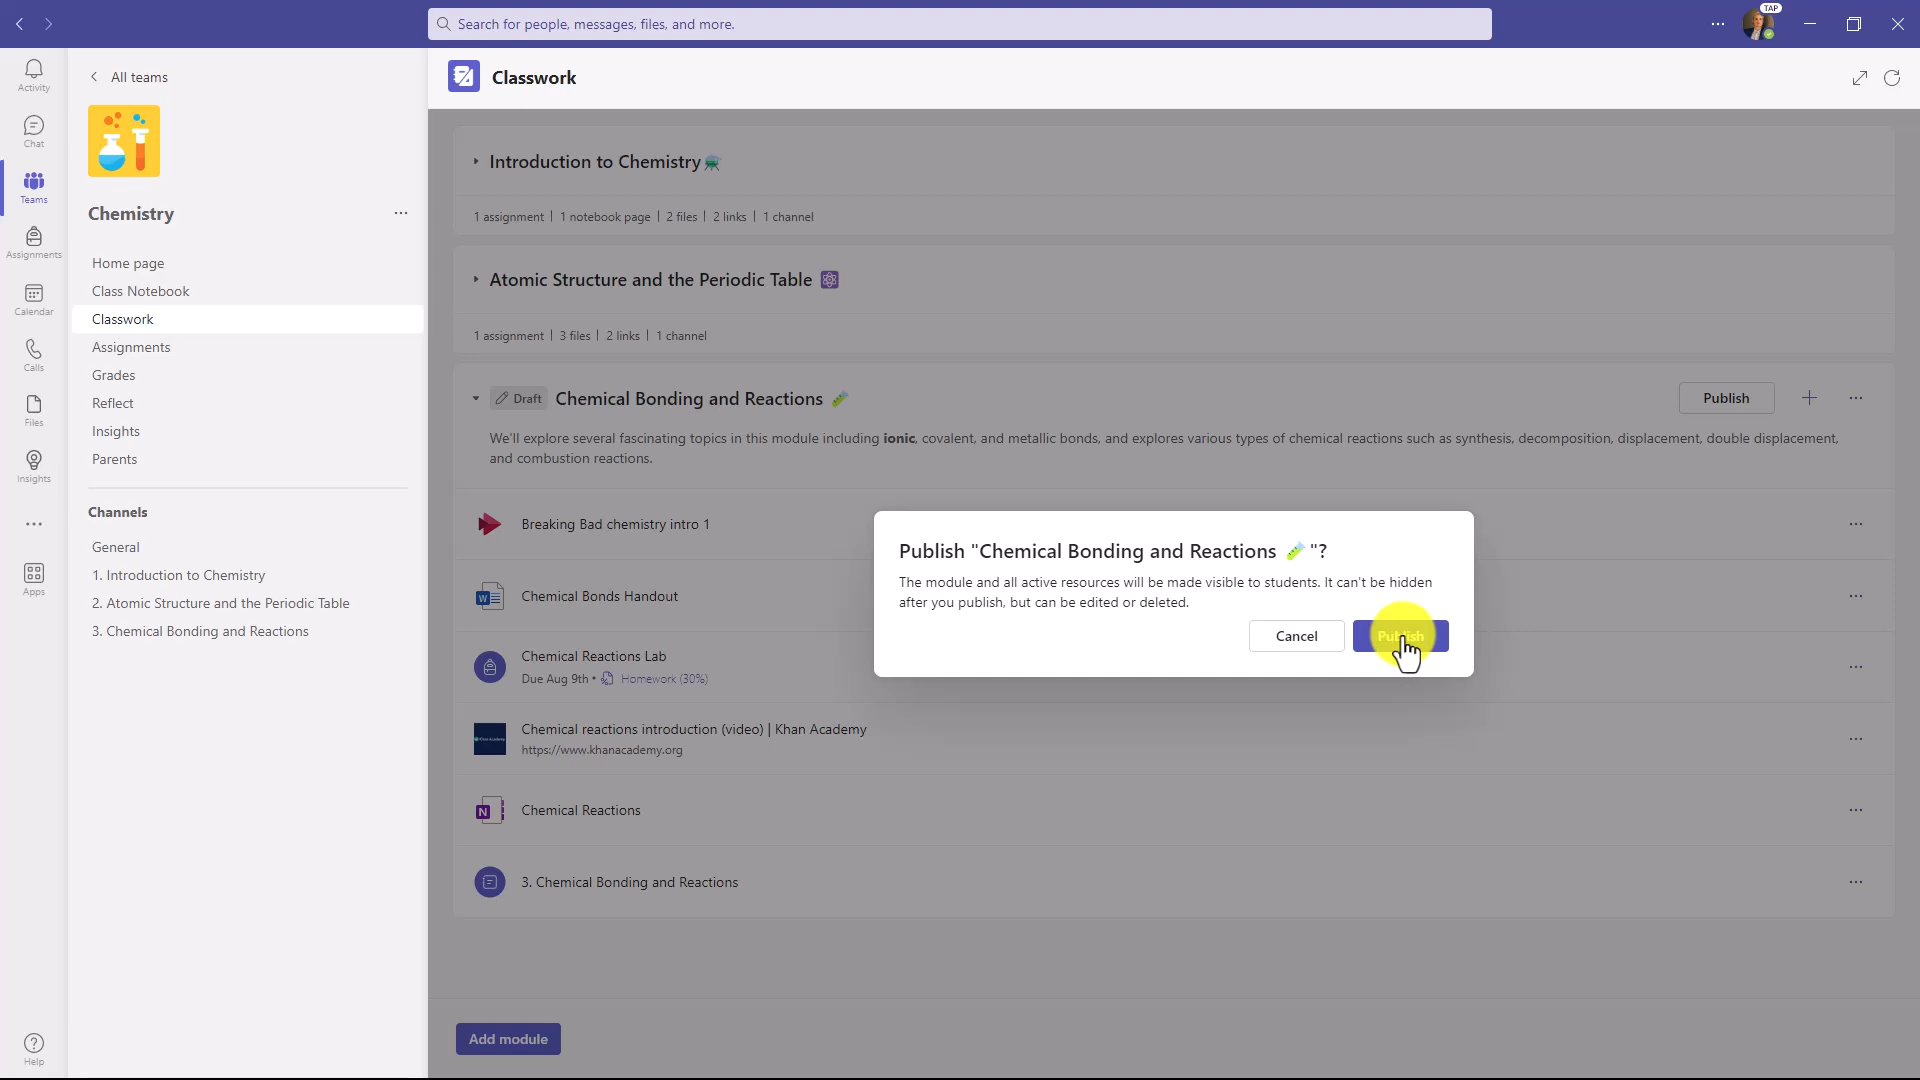 Search for people, messages, files, and more.
TAP
Activity
Chat
Teams
Assignments
Calendar
Calls
Files
Insights
Apps
Help
All teams
Chemistry
Home page
Class Notebook
Classwork
Assignments
Grades
Reflect
Insights
Parents
Channels
General
1. Introduction to Chemistry
2. Atomic Structure and the Periodic Table
3. Chemical Bonding and Reactions
Classwork
Introduction to Chemistry
1 assignment | 1 notebook page | 2 files | 2 links | 1 channel
Atomic Structure and the Periodic Table
1 assignment | 3 files | 2 links | 1 channel
Draft Chemical Bonding and Reactions
Publish
We'll explore several fascinating topics in this module including ionic, covalent, and metallic bonds, and explores various types of chemical reactions such as synthesis, decomposition, displacement, double displacement,
and combustion reactions.
Breaking Bad chemistry intro 1
W
Chemical Bonds Handout
Chemical Reactions Lab
Due Aug 9th • Homework (30%)
Khan Academy
Chemical reactions introduction (video) | Khan Academy
https://www.khanacademy.org
N
Chemical Reactions
3. Chemical Bonding and Reactions
Publish "Chemical Bonding and Reactions "?
The module and all active resources will be made visible to students. It can't be hidden
after you publish, but can be edited or deleted.
Cancel
Publish
Add module